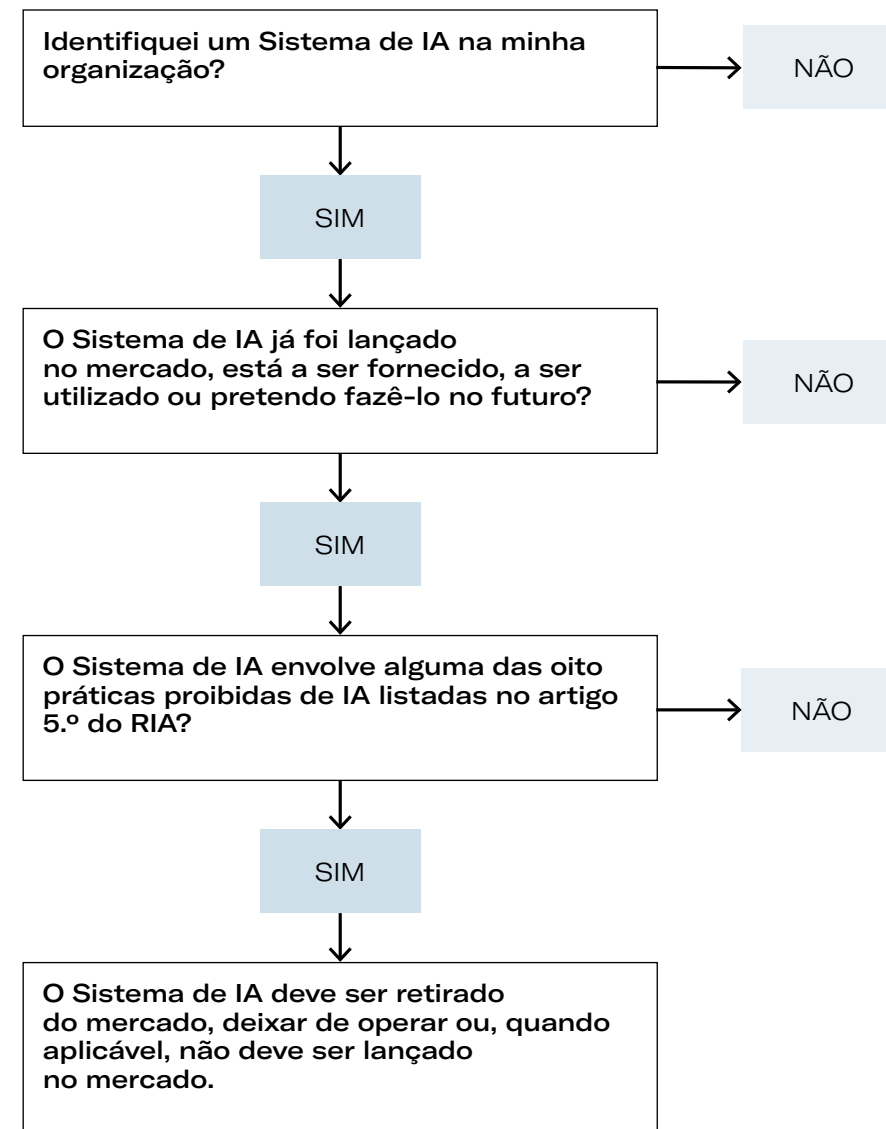 Identifiquei um Sistema de IA na minha
organização?
NÃO
SIM
O Sistema de IA já foi lançado
no mercado, está a ser fornecido, a ser
utilizado ou pretendo fazê-lo no futuro?
NÃO
SIM
O Sistema de IA envolve alguma das oito
práticas proibidas de IA listadas no artigo
5.º do RIA?
NÃO
SIM
O Sistema de IA deve ser retirado
do mercado, deixar de operar ou, quando
aplicável, não deve ser lançado
no mercado.